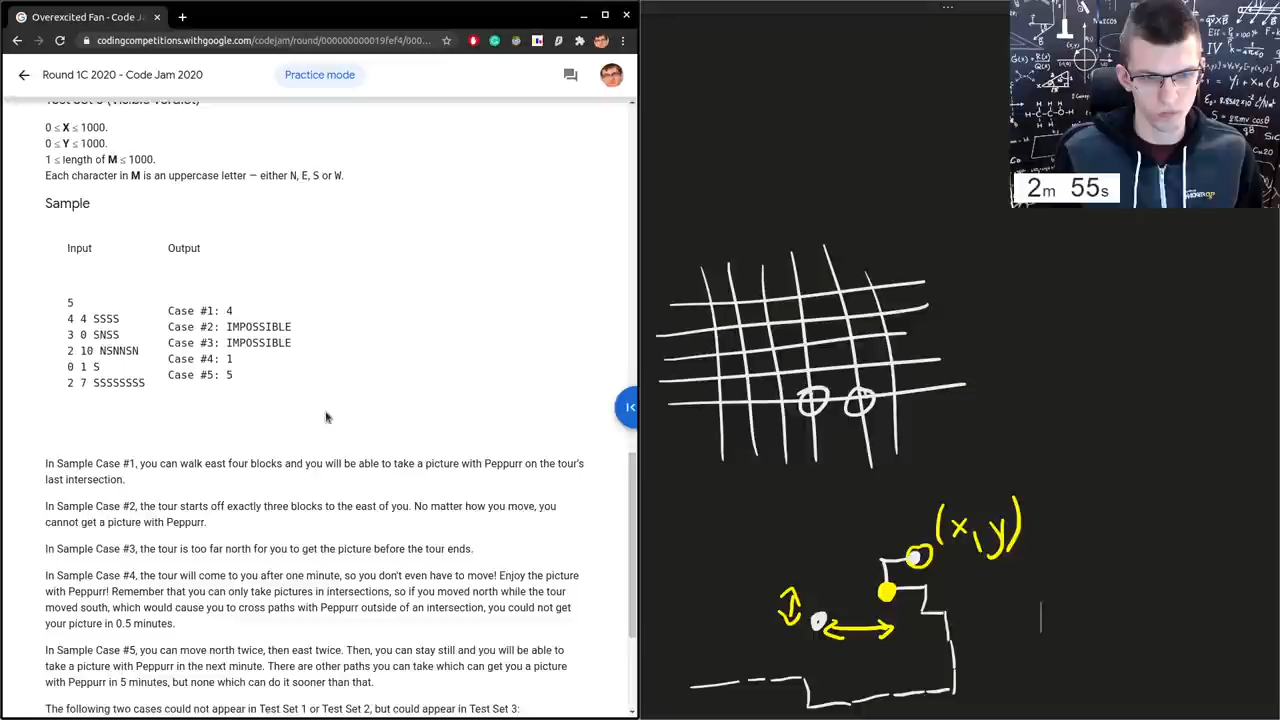 Overexcited Fan - Code Ja
codingcompetitions.withgoogle.com/codejam/round/000000000019fef4/000...
Round 1C 2020 - Code Jam 2020
Practice mode
0 ≤ X ≤ 1000.
0 ≤ Y ≤ 1000.
1 ≤ length of M ≤ 1000.
Each character in M is an uppercase letter — either N, E, S or W.
Sample
Input
Output
5
4 4 SSSS
3 0 SNSS
2 10 NSNNSN
0 1 S
2 7 SSSSSSSS
Case #1: 4
Case #2: IMPOSSIBLE
Case #3: IMPOSSIBLE
Case #4: 1
Case #5: 5
In Sample Case #1, you can walk east four blocks and you will be able to take a picture with Peppurr on the tour's
last intersection.
In Sample Case #2, the tour starts off exactly three blocks to the east of you. No matter how you move, you
cannot get a picture with Peppurr.
In Sample Case #3, the tour is too far north for you to get the picture before the tour ends.
In Sample Case #4, the tour will come to you after one minute, so you don't even have to move! Enjoy the picture
with Peppurr! Remember that you can only take pictures in intersections, so if you moved north while the tour
moved south, which would cause you to cross paths with Peppurr outside of an intersection, you could not get
your picture in 0.5 minutes.
In Sample Case #5, you can move north twice, then east twice. Then, you can stay still and you will be able to
take a picture with Peppurr in the next minute. There are other paths you can take which can get you a picture
with Peppurr in 5 minutes, but none which can do it sooner than that.
The following two cases could not appear in Test Set 1 or Test Set 2, but could appear in Test Set 3:
2m 55s
(x,y)